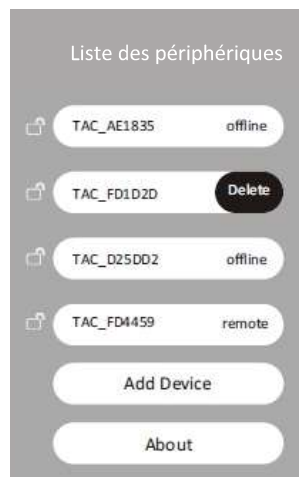 Liste des périphériques
TAC_AE1835 offline
TAC_FD1D2D Delete
TAC_D25DD2 offline
TAC_FD4459 remote
Add Device
About